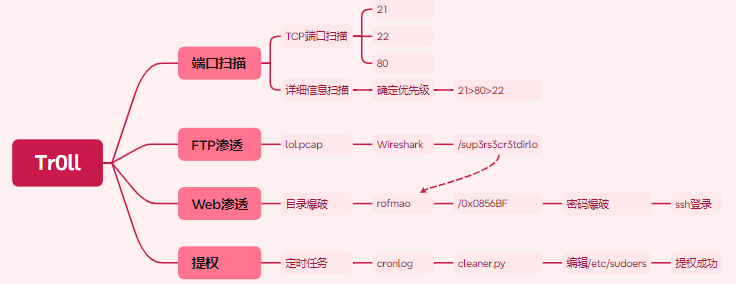 Tr0ll
端口扫描
TCP端口扫描
21
22
80
详细信息扫描
确定优先级
21>80>22
FTP渗透
lol.pcap
Wireshark
/sup3rs3cr3tdirlo
Web渗透
目录爆破
rofmao
/0x0856BF
密码爆破
ssh登录
提权
定时任务
cronlog
cleaner.py
编辑/etc/sudoers
提权成功